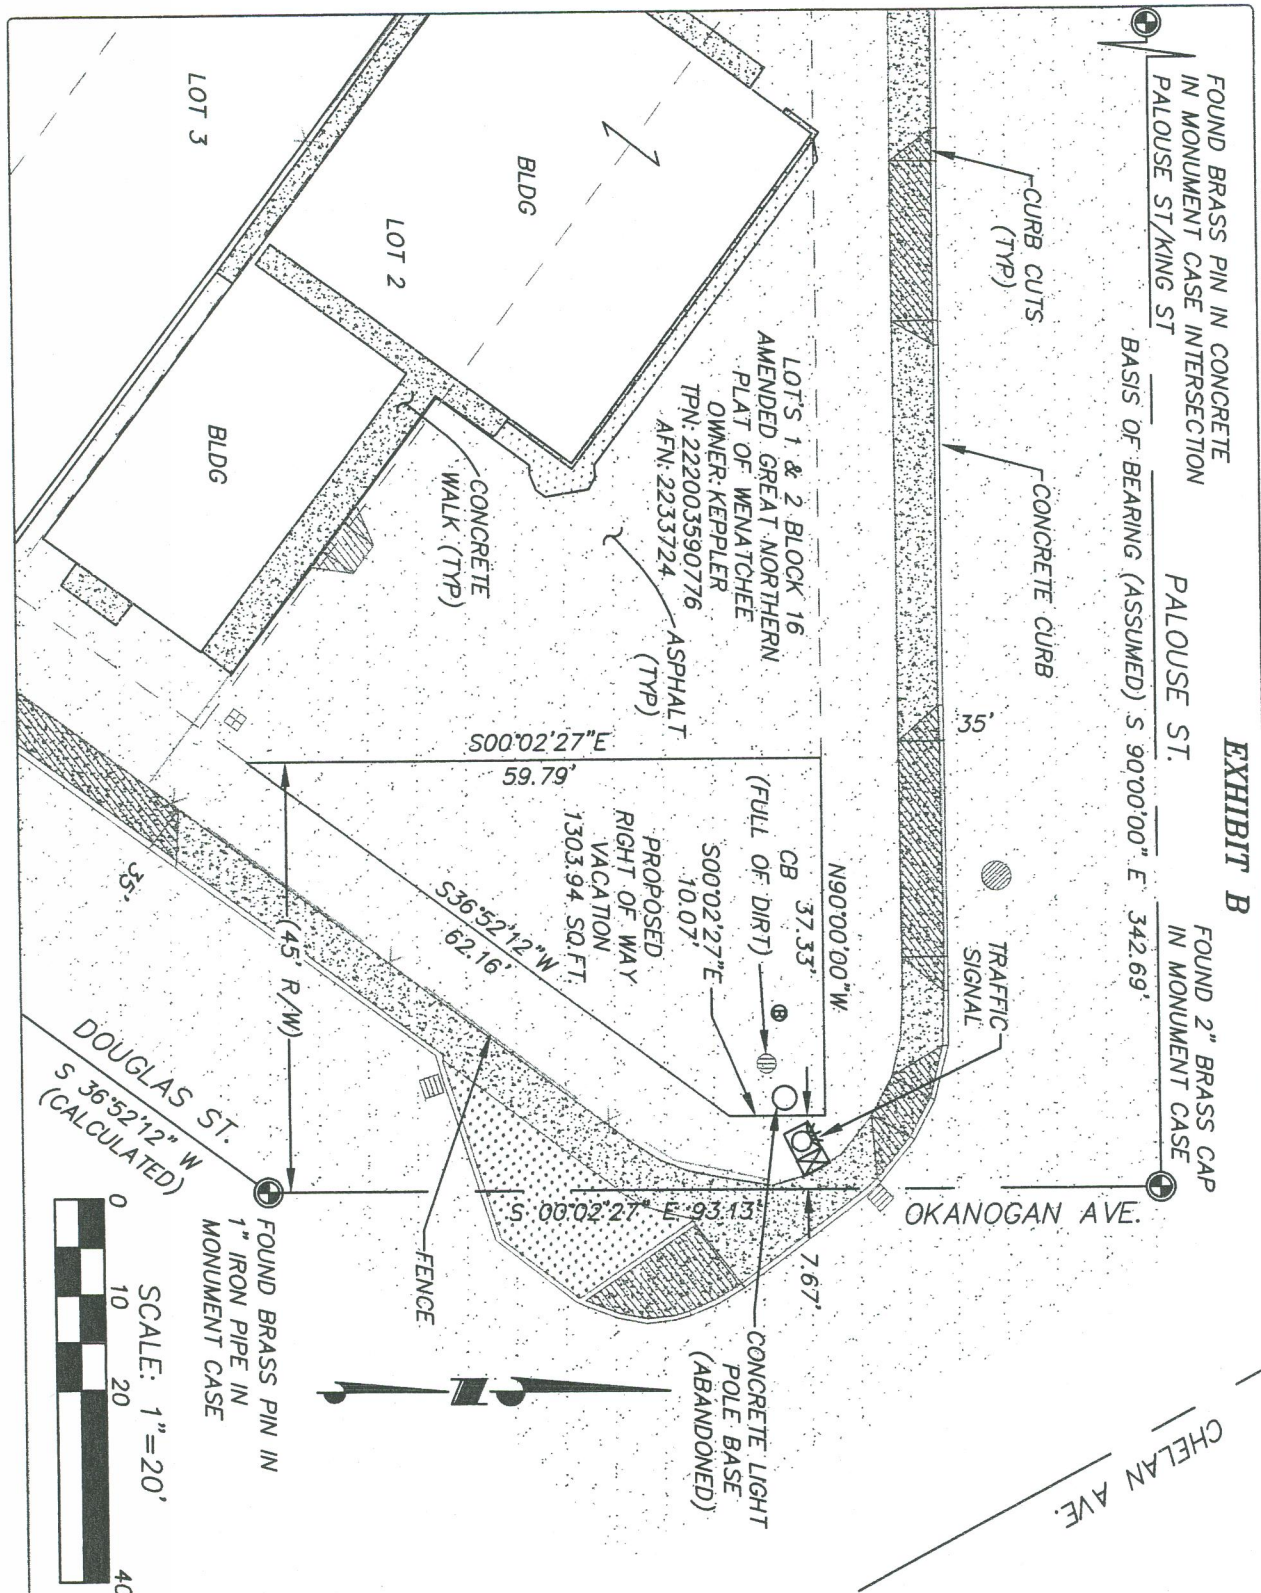 EXHIBIT B
FOUND BRASS PIN IN CONCRETE
IN MONUMENT CASE INTERSECTION
PALOUSE ST/KING ST
PALOUSE ST.
FOUND 2" BRASS CAP
IN MONUMENT CASE
BASIS OF BEARING (ASSUMED) S 90°00'00" E 342.69'
CURB CUTS
(TYP)
CONCRETE CURB
35'
TRAFFIC
SIGNAL
OKANOGAN AVE.
CHELAN AVE.
LOT'S 1 & 2 BLOCK 16
AMENDED GREAT NORTHERN
PLAT OF WENATCHEE
OWNER: KEPPLER
TPN: 222003590776
AFN: 2233724
ASPHALT
(TYP)
N90°00'00"W
37.33'
CB
(FULL OF DIRT)
S00°02'27"E
10.07'
PROPOSED
RIGHT OF WAY
VACATION
1303.94 SQ.FT.
7.67'
CONCRETE LIGHT
POLE BASE
(ABANDONED)
S00°02'27"E
59.79'
S36°52'12"W
62.16'
S 00°02'27" E 93.13'
BLDG
LOT 2
LOT 3
BLDG
CONCRETE
WALK (TYP)
(45' R/W)
35'
FENCE
DOUGLAS ST.
S 36°52'12" W
(CALCULATED)
FOUND BRASS PIN IN
1" IRON PIPE IN
MONUMENT CASE
N
SCALE: 1"=20'
0 10 20 40